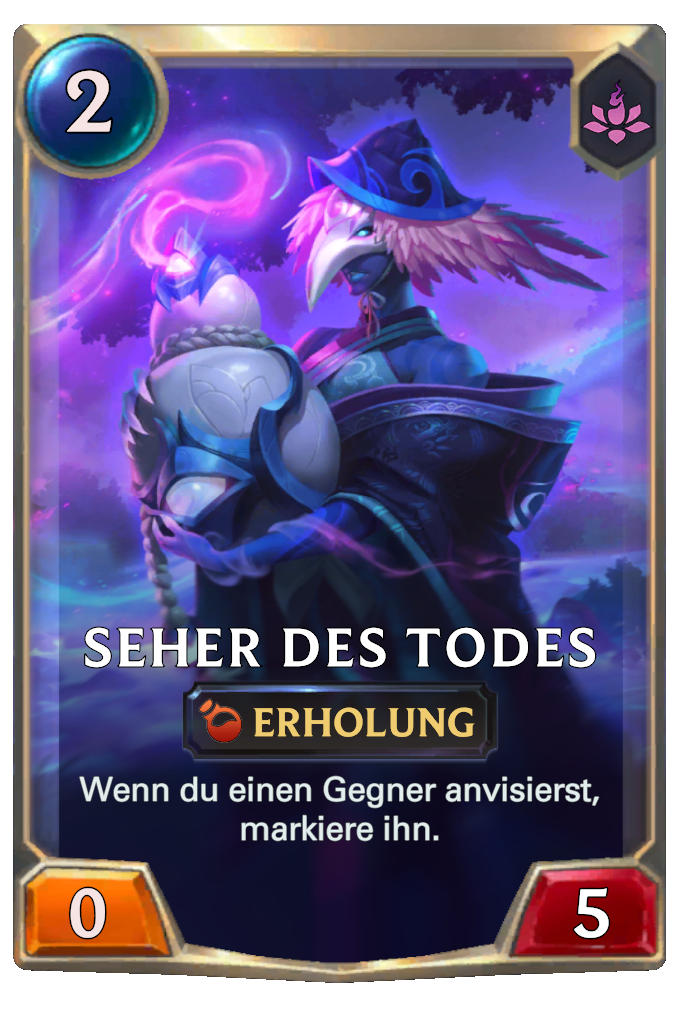 2
SEHER DES TODES
ERHOLUNG
Wenn du einen Gegner anvisierst,
markiere ihn.
0
5